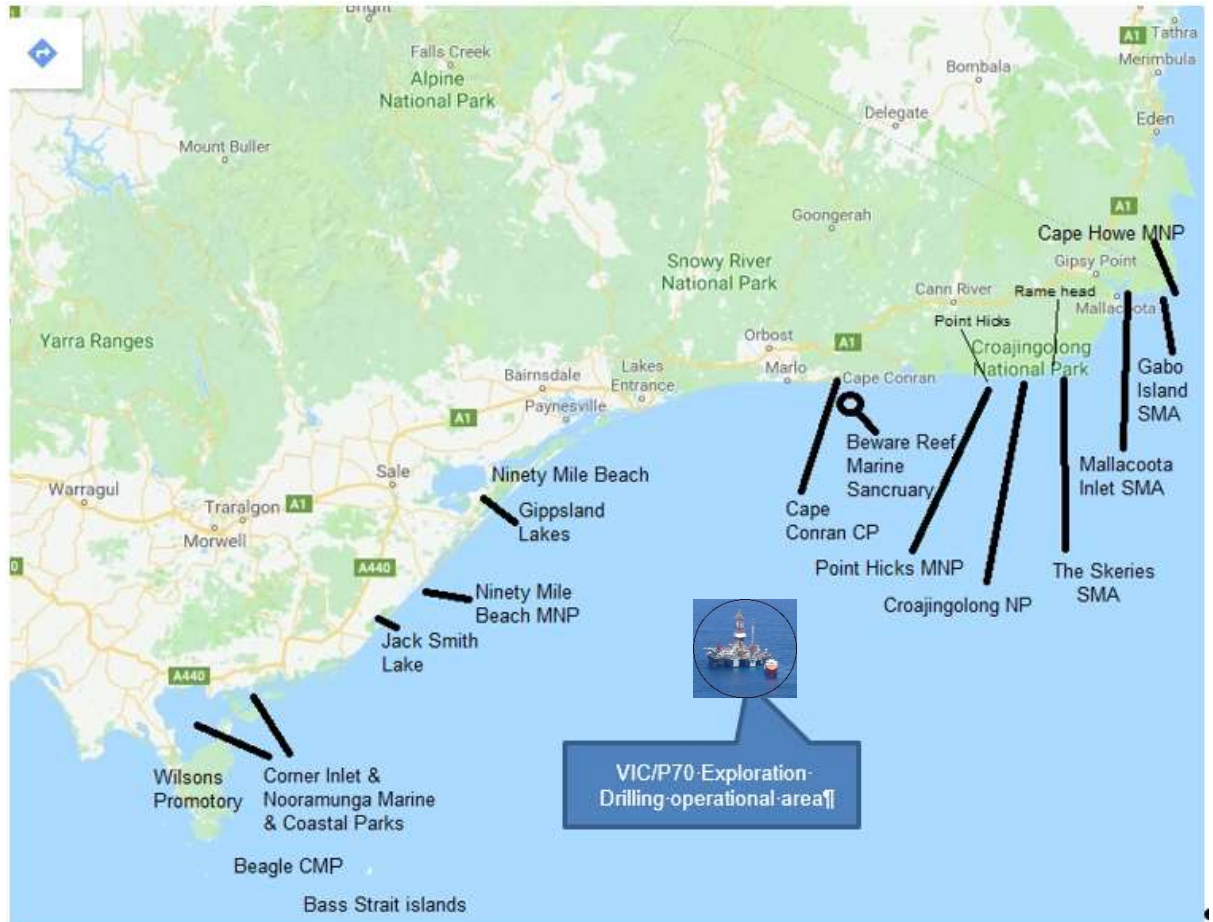 Bright
Tathra
A1
Merimbula
Falls Creek
Alpine
National Park
Bombala
Delegate
Eden
Mount Buller
A1
Goongerah
Cape Howe MNP
Snowy River
National Park
Gipsy Point
Cann River
Rame head
Mallacoota
Point Hicks
Yarra Ranges
Orbost
A1
Croajingolong
National Park
Gabo
Island
SMA
Bairnsdale
Lakes
Entrance
Marlo
Cape Conran
Paynesville
A1
Beware Reef
Marine
Sancruary
Mallacoota
Inlet SMA
Sale
Ninety Mile Beach
Warragul
Traralgon
A1
Gippsland
Lakes
Cape
Conran CP
Morwell
Point Hicks MNP
The Skeries
SMA
A440
Croajingolong NP
Ninety Mile
Beach MNP
Jack Smith
Lake
A440
VIC/P70·Exploration·
Drilling·operational·area¶
Wilsons
Promotory
Corner Inlet &
Nooramunga Marine
& Coastal Parks
Beagle CMP
Bass Strait islands